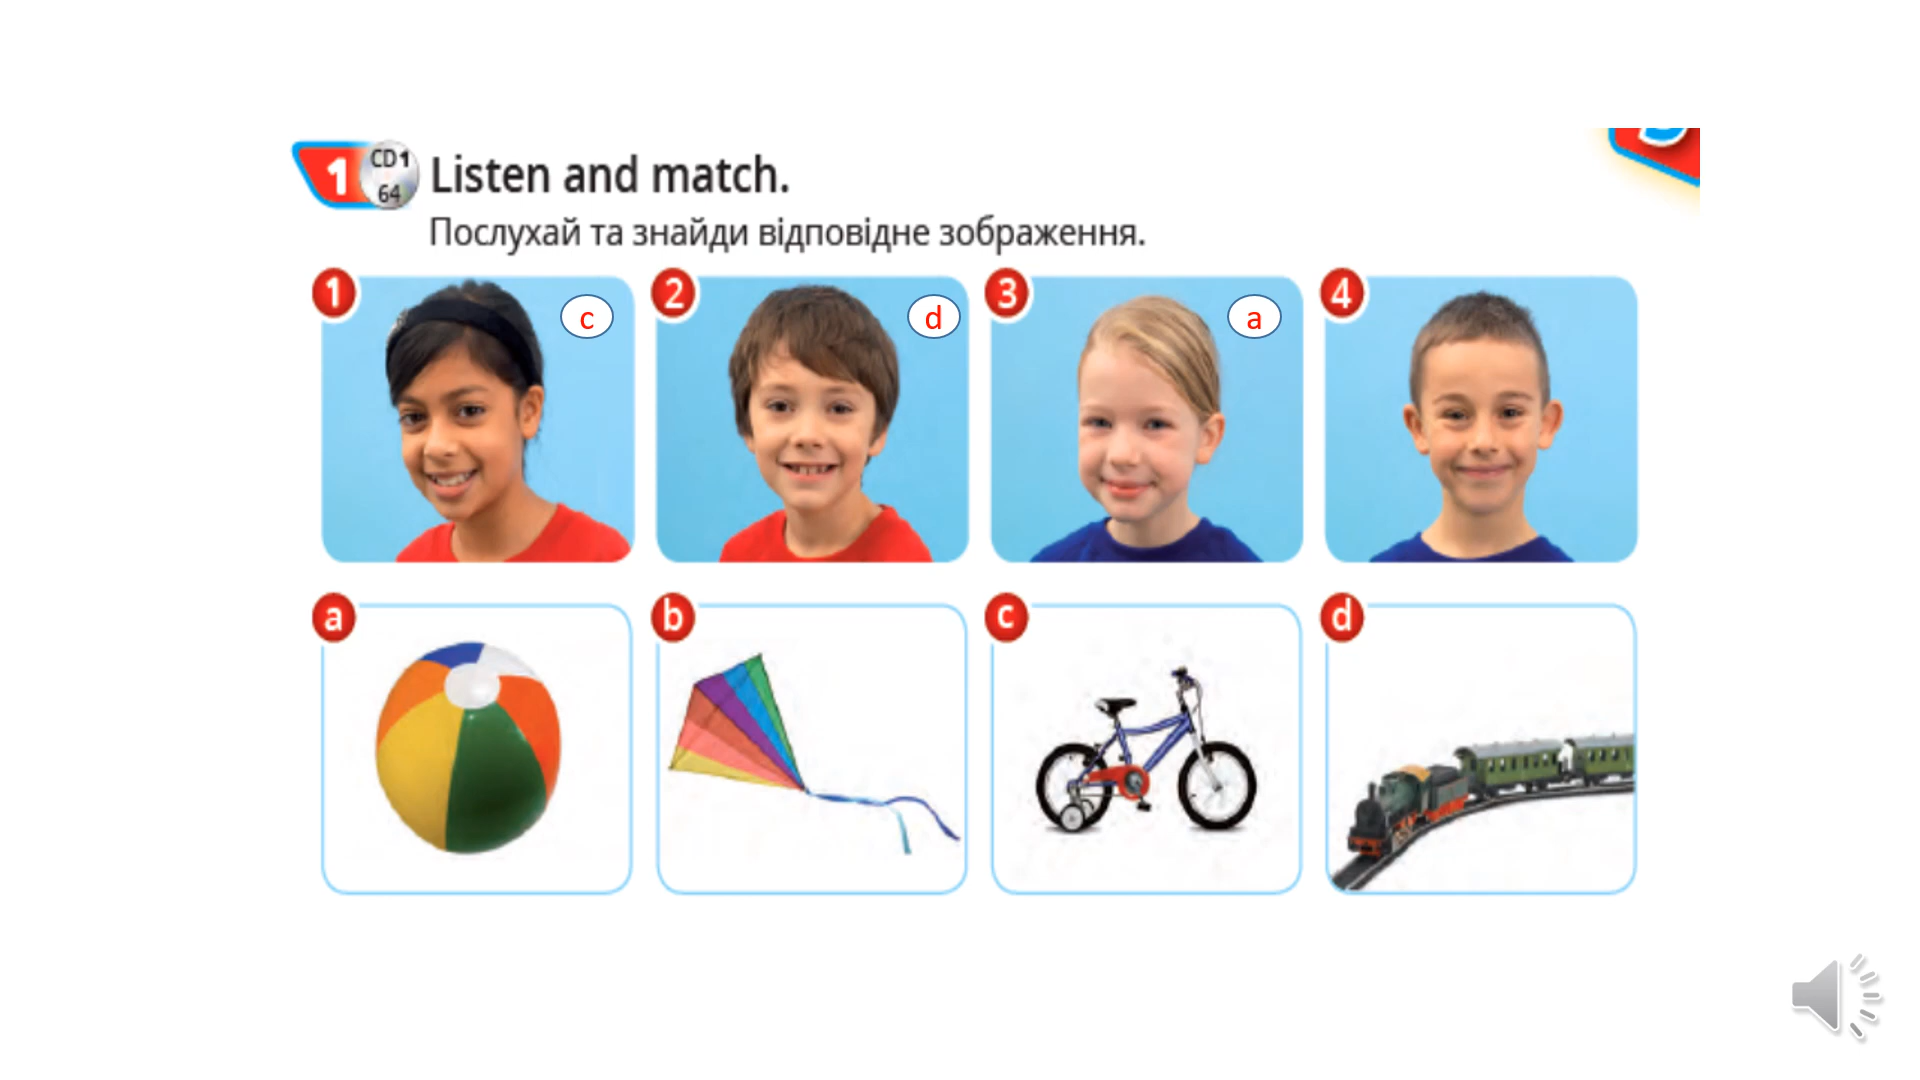 1 CD1 64 Listen and match.
Послухай та знайди відповідне зображення.
1 c 2 d 3 a 4
a b c d